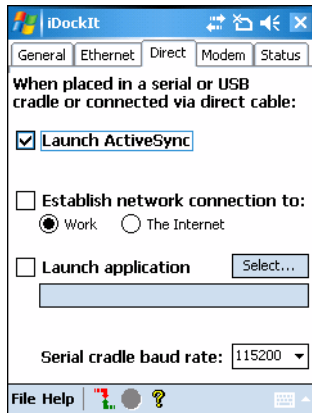 iDockIt
General Ethernet Direct Modem Status
When placed in a serial or USB
cradle or connected via direct cable:
Launch ActiveSync
Establish network connection to:
Work The Internet
Launch application Select...
Serial cradle baud rate: 115200
File Help ?